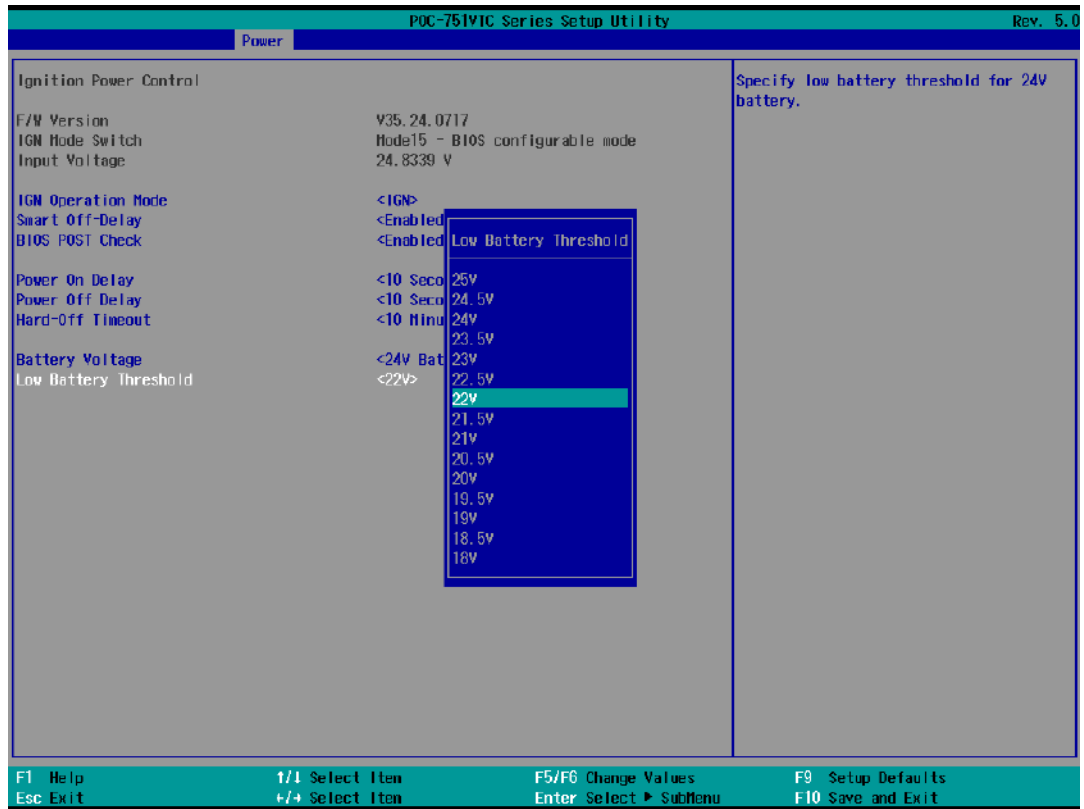 POC-751VTC Series Setup Utility Rev. 5.0
Power
Ignition Power Control
Specify low battery threshold for 24V
battery.
F/W Version V35.24.0717
IGN Mode Switch Mode15 - BIOS configurable mode
Input Voltage 24.8339 V
IGN Operation Mode <IGN>
Smart Off-Delay <Enabled
BIOS POST Check <Enabled
Power On Delay <10 Seco
Power Off Delay <10 Seco
Hard-Off Timeout <10 Minu
Battery Voltage <24V Bat
Low Battery Threshold <22V>
Low Battery Threshold
25V
24.5V
24V
23.5V
23V
22.5V
22V
21.5V
21V
20.5V
20V
19.5V
19V
18.5V
18V
F1 Help ↑/↓ Select Item F5/F6 Change Values F9 Setup Defaults
Esc Exit ←/→ Select Item Enter Select ▶ SubMenu F10 Save and Exit